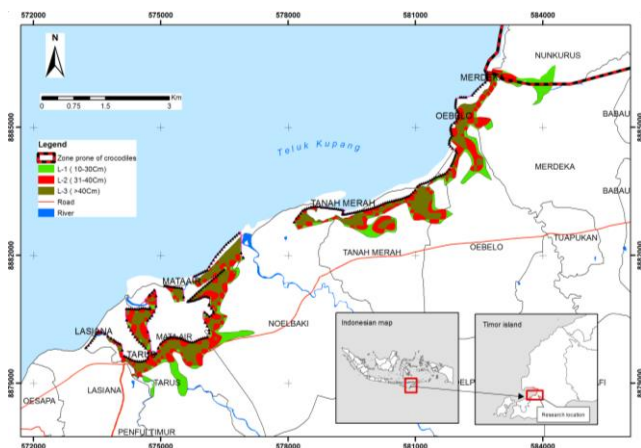 572000 575000 578000 581000 584000
N
NUNKURUS
MERDEKA
0 0.75 1.5 3
Km
OEBELO
BABAU
8885000
8885000
Teluk Kupang
Legend
Zone prone of crocodiles
L-1 ( 10-30Cm)
L-2 ( 31-40Cm)
L-3 ( >40Cm)
Road
River
MERDEKA
BABAU
TANAH MERAH
TUAPUKAN
TANAH MERAH
OEBELO
8882000
8882000
MATAAIR
NOELBAKI
LASIANA
MATA AIR
TARUS
Indonesian map
Timor island
8879000
8879000
OESAPA
LASIANA
TARUS
Research location
PENFUI TIMUR
572000 575000 578000 581000 584000